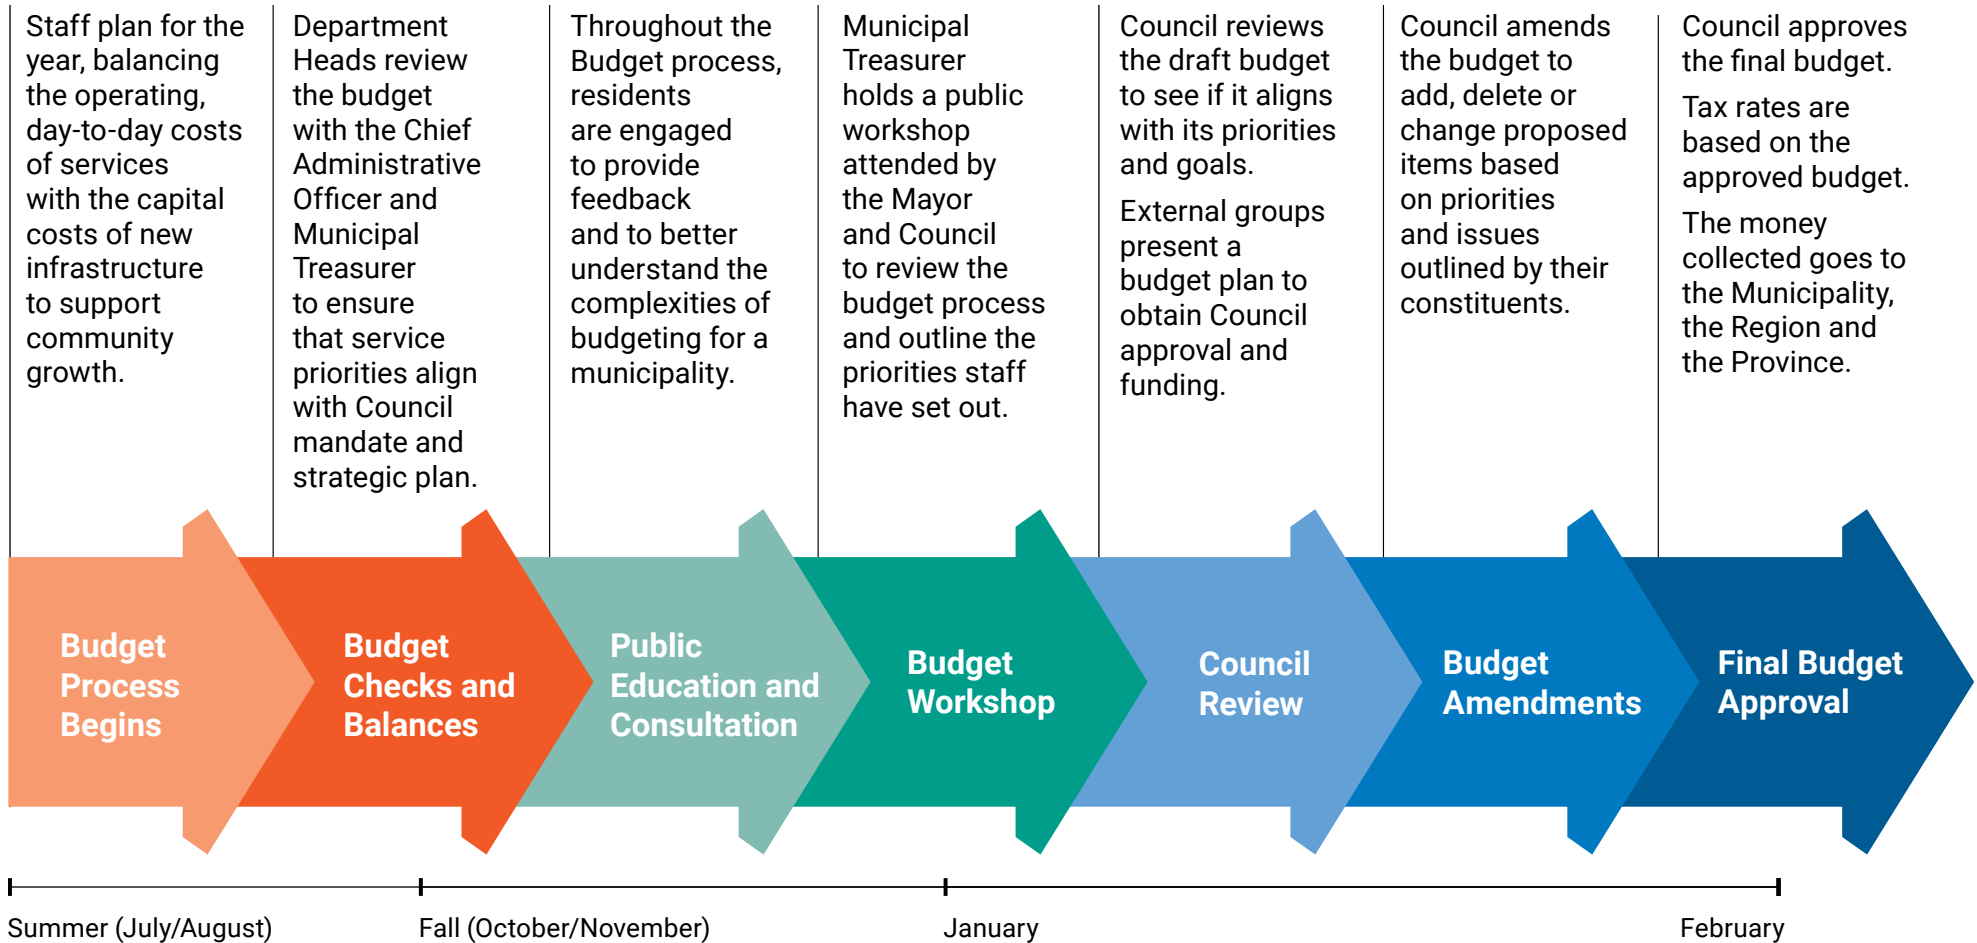 Staff plan for the
year, balancing
the operating,
day-to-day costs
of services
with the capital
costs of new
infrastructure
to support
community
growth.
Department
Heads review
the budget
with the Chief
Administrative
Officer and
Municipal
Treasurer
to ensure
that service
priorities align
with Council
mandate and
strategic plan.
Throughout the
Budget process,
residents
are engaged
to provide
feedback
and to better
understand the
complexities of
budgeting for a
municipality.
Municipal
Treasurer
holds a public
workshop
attended by
the Mayor
and Council
to review the
budget process
and outline the
priorities staff
have set out.
Council reviews
the draft budget
to see if it aligns
with its priorities
and goals.
External groups
present a
budget plan to
obtain Council
approval and
funding.
Council amends
the budget to
add, delete or
change proposed
items based
on priorities
and issues
outlined by their
constituents.
Council approves
the final budget.
Tax rates are
based on the
approved budget.
The money
collected goes to
the Municipality,
the Region and
the Province.
Budget
Process
Begins
Budget
Checks and
Balances
Public
Education and
Consultation
Budget
Workshop
Council
Review
Budget
Amendments
Final Budget
Approval
Summer (July/August)
Fall (October/November)
January
February